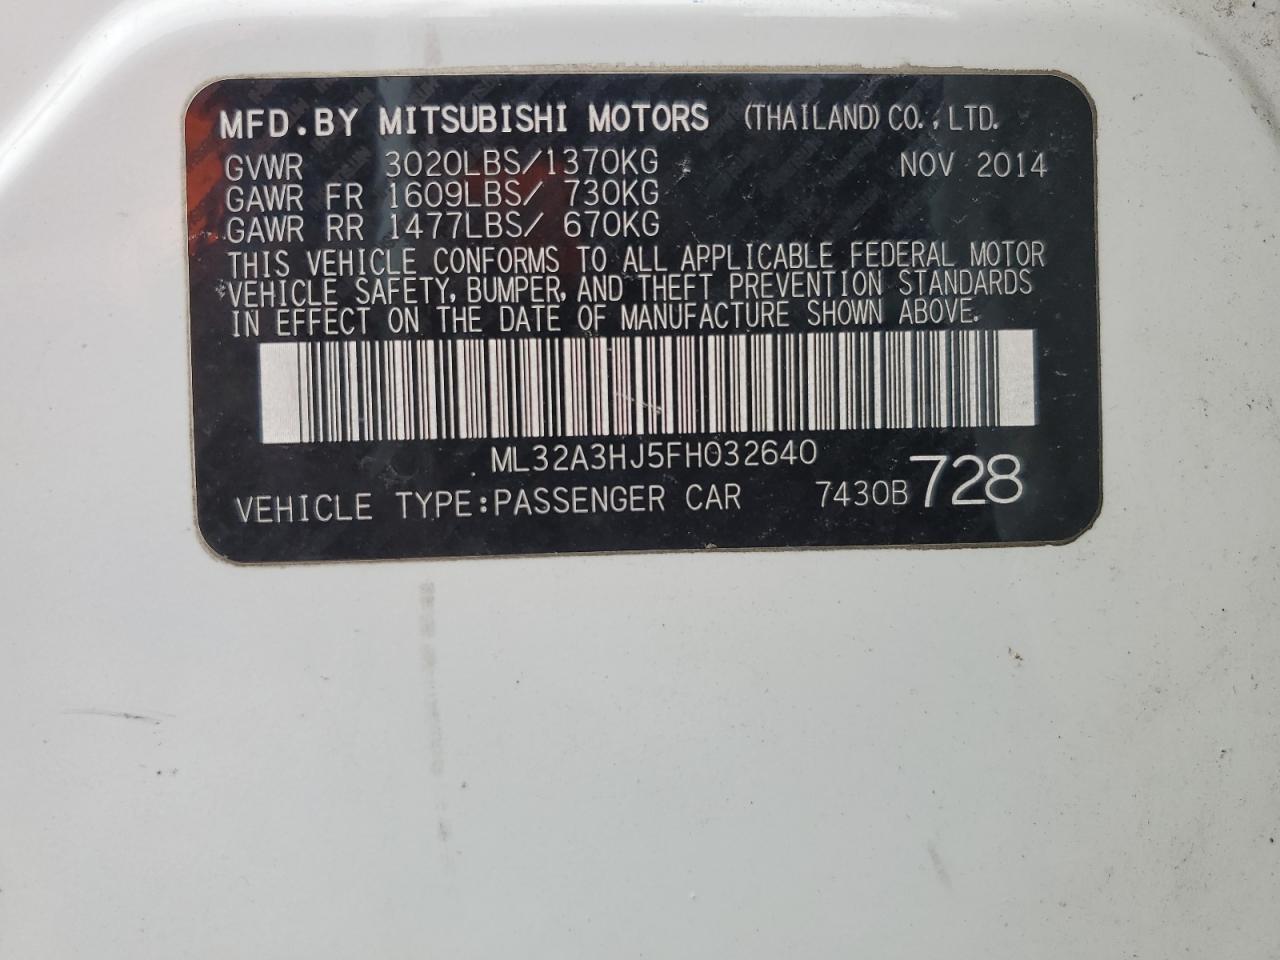 MFD.BY MITSUBISHI MOTORS (THAILAND) CO., LTD.
GVWR 3020LBS/1370KG NOV 2014
GAWR FR 1609LBS/ 730KG
GAWR RR 1477LBS/ 670KG
THIS VEHICLE CONFORMS TO ALL APPLICABLE FEDERAL MOTOR
VEHICLE SAFETY, BUMPER, AND THEFT PREVENTION STANDARDS
IN EFFECT ON THE DATE OF MANUFACTURE SHOWN ABOVE.
ML32A3HJ5FH032640
VEHICLE TYPE:PASSENGER CAR 7430B 728